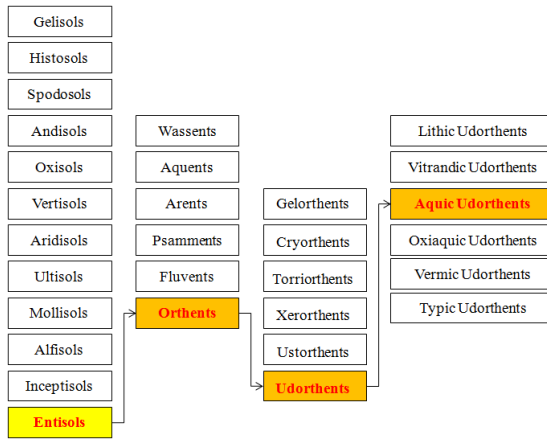 Gelisols
Histosols
Spodosols
Andisols
Oxisols
Vertisols
Aridisols
Ultisols
Mollisols
Alfisols
Inceptisols
Entisols
Wassents
Aquents
Arents
Psamments
Fluvents
Orthents
Gelorthents
Cryorthents
Torriorthents
Xerorthents
Ustorthents
Udorthents
Lithic Udorthents
Vitrandic Udorthents
Aquic Udorthents
Oxiaquic Udorthents
Vermic Udorthents
Typic Udorthents